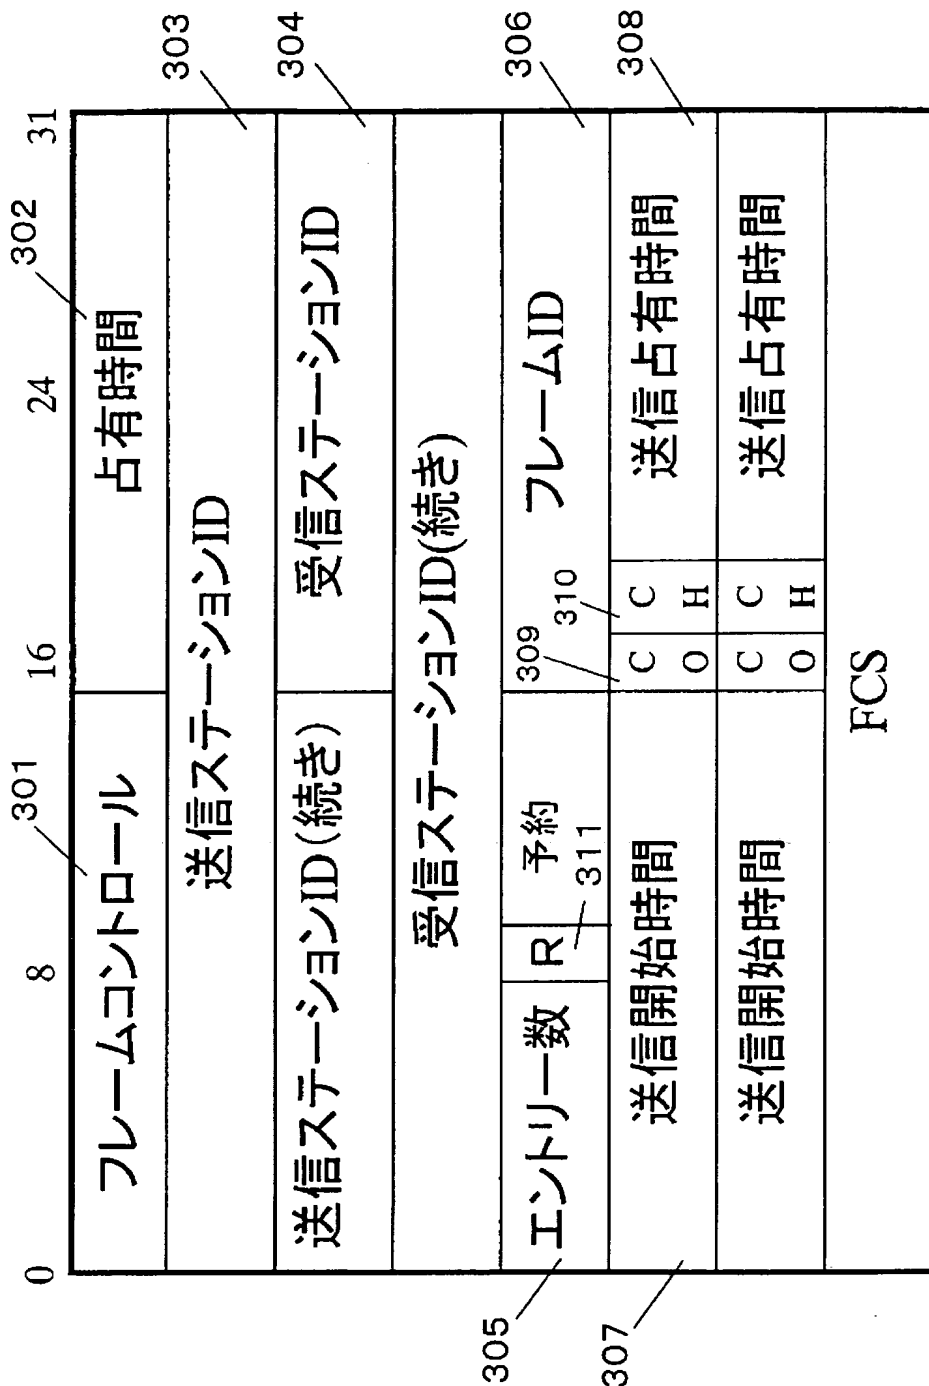 0 8 16 24 31
301
302
フレームコントロール 占有時間
303
送信ステーションID
304
送信ステーションID(続き) 受信ステーションID
受信ステーションID(続き)
305
エントリー数 R 予約 フレームID
311
306
309
310
307
送信開始時間 CO CH 送信占有時間
308
送信開始時間 CO CH 送信占有時間
FCS